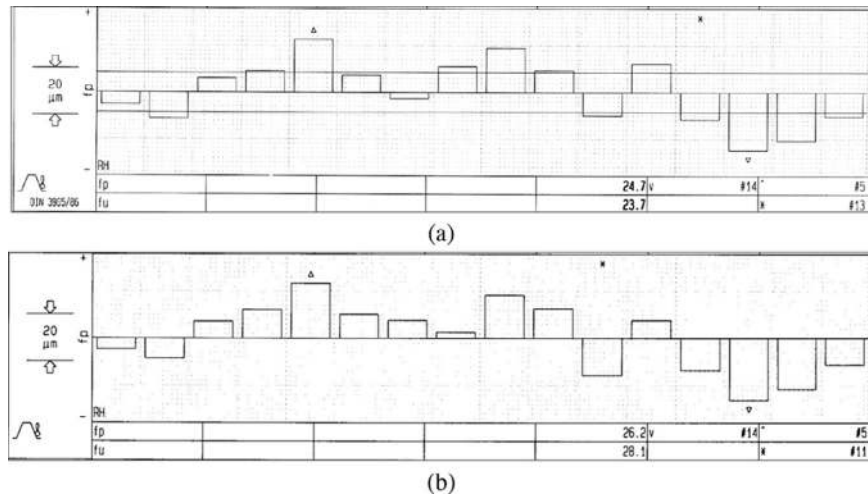 +
*
20
µm
fp
-
RH
fp 24.7 v #14 ˆ #5
DIN 3965/86
fu 23.7 * #13
(a)
+
*
20
µm
fp
-
RH
fp 26.2 v #14 ˆ #5
fu 28.1 * #11
(b)